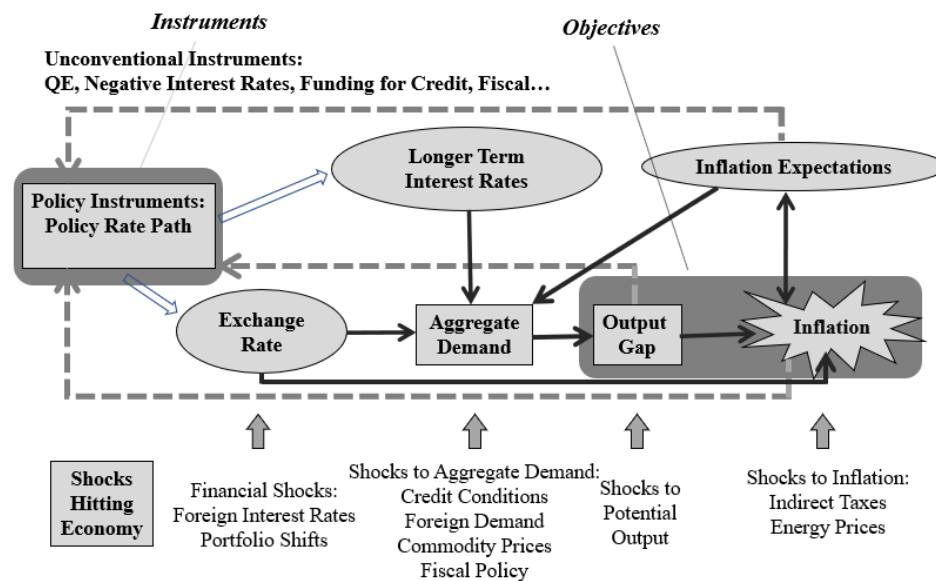 Instruments
Objectives
Unconventional Instruments:
QE, Negative Interest Rates, Funding for Credit, Fiscal…
Longer Term
Interest Rates
Inflation Expectations
Policy Instruments:
Policy Rate Path
Exchange
Rate
Aggregate
Demand
Output
Gap
Inflation
Shocks
Hitting
Economy
Financial Shocks:
Foreign Interest Rates
Portfolio Shifts
Shocks to Aggregate Demand:
Credit Conditions
Foreign Demand
Commodity Prices
Fiscal Policy
Shocks to
Potential
Output
Shocks to Inflation:
Indirect Taxes
Energy Prices